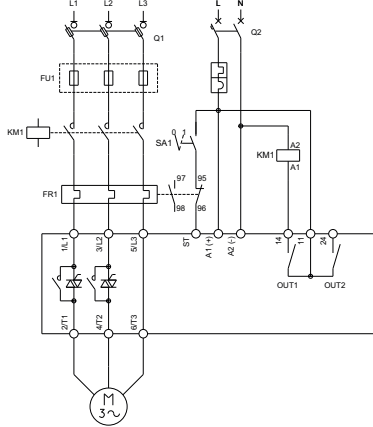 L1 L2 L3 L N
Q1 Q2
FU1
KM1 SA1 0 1 KM1 A2
A1
FR1 97 95
98 96
1/L1 3/L2 5/L3 ST A1 (+) A2 (-) 14 11 24
OUT1 OUT2
2/T1 4/T2 6/T3
M
3~